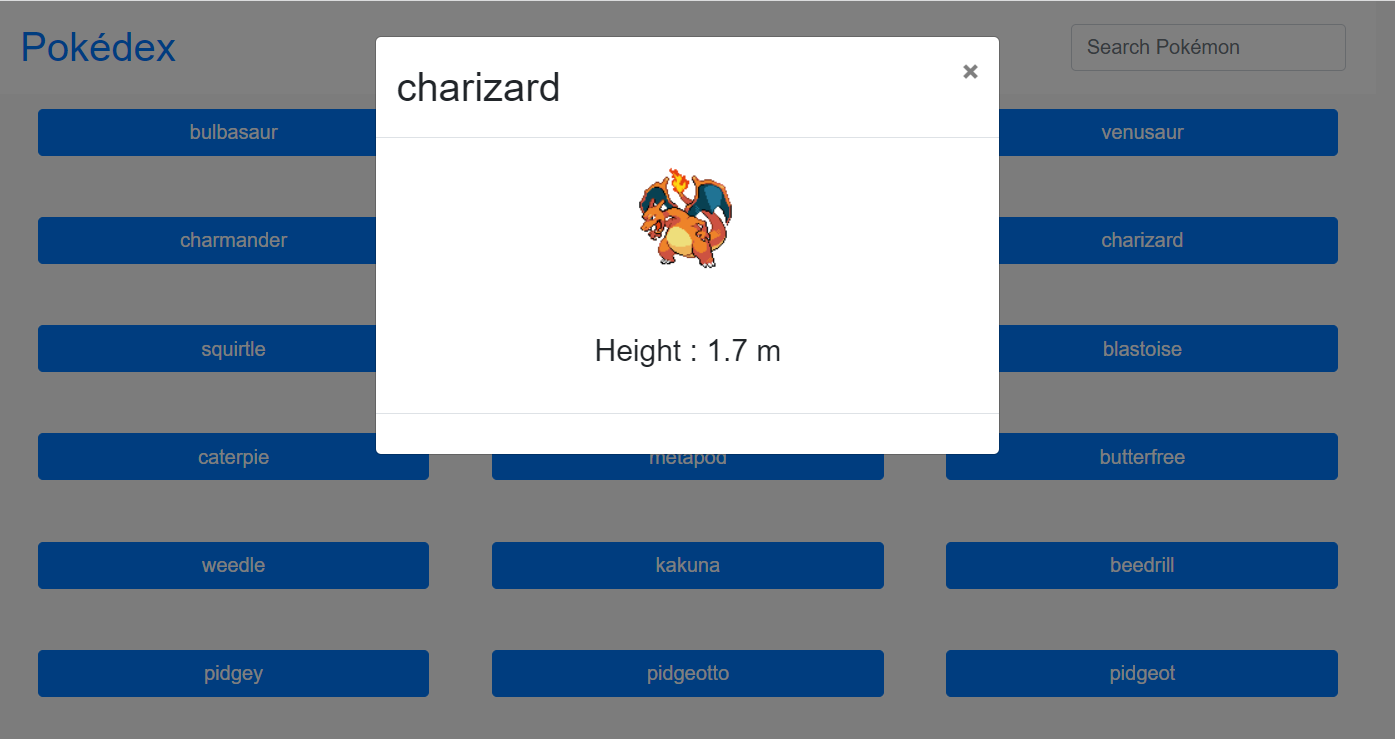 Pokédex
Search Pokémon
charizard
×
Height : 1.7 m
bulbasaur
venusaur
charmander
charizard
squirtle
blastoise
caterpie
metapod
butterfree
weedle
kakuna
beedrill
pidgey
pidgeotto
pidgeot